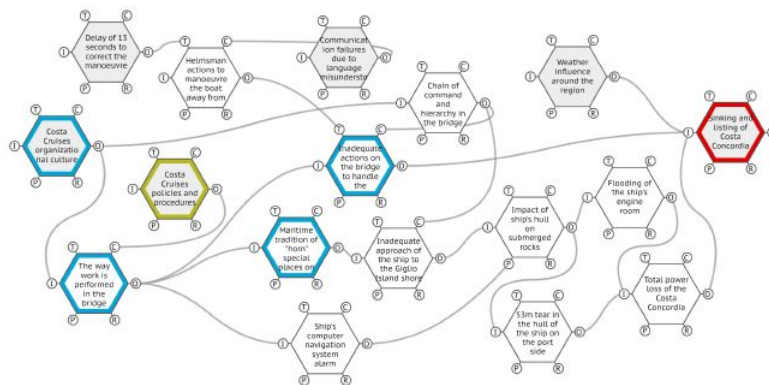 Delay of 13
seconds to
correct the
manoeuvre
Helmsman
actions to
manoeuvre
the boat
away from
Communicat
ion failures
due to
language
misundersto
Chain of
command
and
hierarchy in
the bridge
Weather
influence
around the
region
Sinking and
listing of
Costa
Concordia
Costa
Cruises
organizatio
nal culture
Costa
Cruises
policies and
procedures
Inadequate
actions on
the bridge
to handle
the
The way
work is
performed
in the
bridge
Maritime
tradition of
special
places on
Inadequate
approach of
the ship to
the Giglio
Island shore
Impact of
ship's hull
on
submerged
rocks
Flooding of
the ship's
engine
room
Ship's
computer
navigation
system
alarm
53m tear in
the hull of
the ship on
the port
side
Total power
loss of the
Costa
Concordia
T
C
I
O
P
R